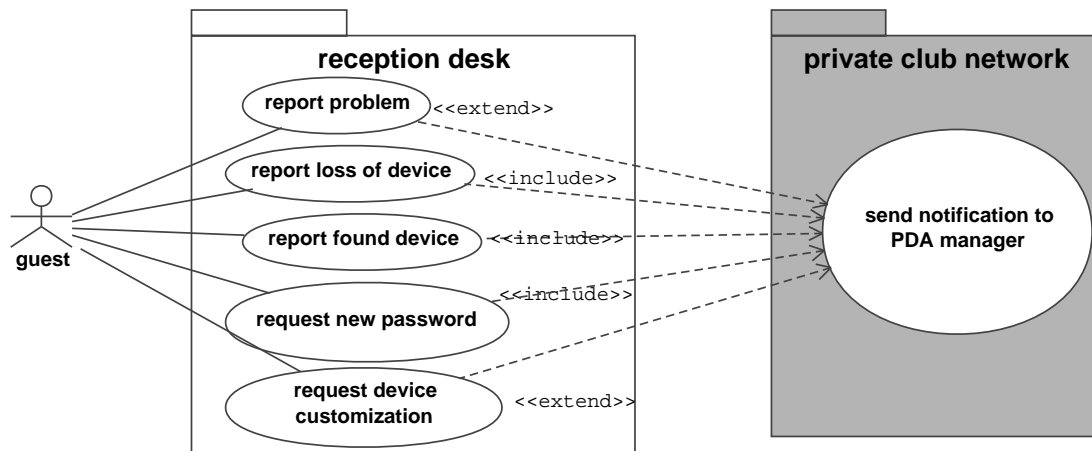 reception desk
private club network
report problem
<<extend>>
report loss of device
<<include>>
send notification to
PDA manager
report found device
<<include>>
guest
<<include>>
request new password
request device
customization
<<extend>>